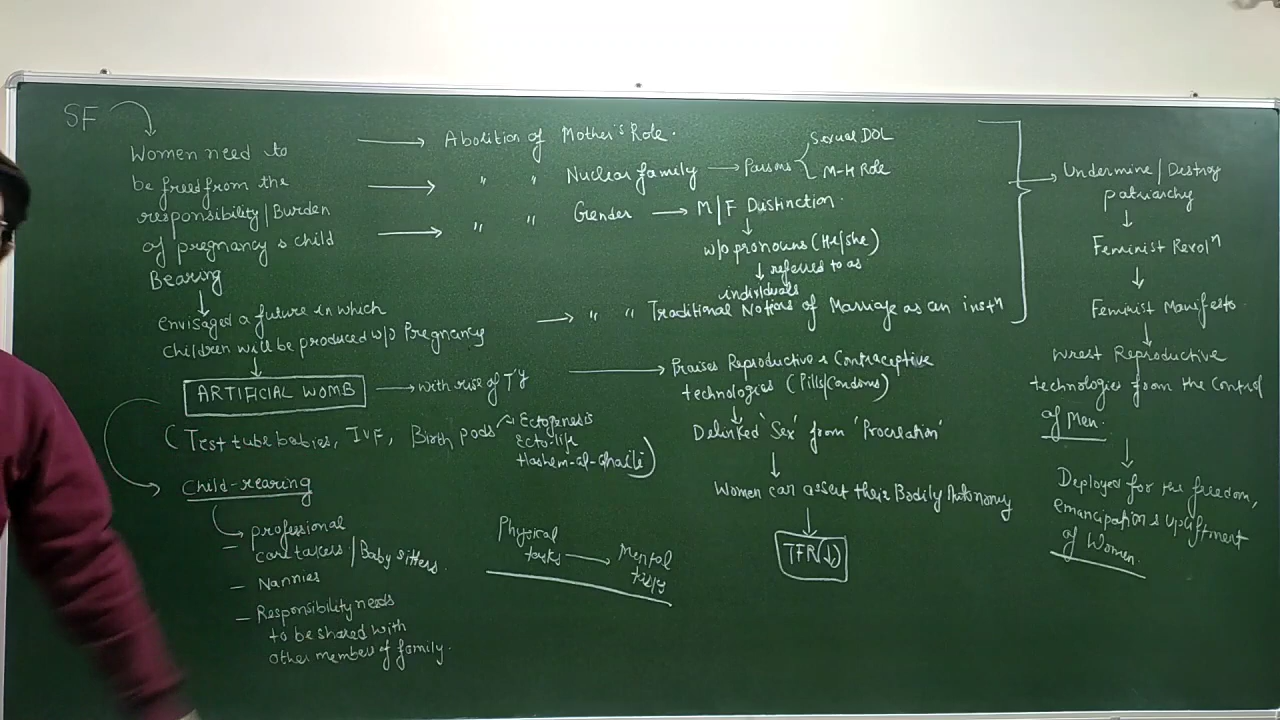 SF
Women need to
be freed from the
responsibility/Burden
of pregnancy & child
Bearing
envisaged a future in which
children will be produced w/o Pregnancy
ARTIFICIAL WOMB → with rise of TY
(Test tube babies, IVF, Birth pods
Ectogenesis
Ecto-life
Hashem-al-ghaili)
Child-rearing
- professional
caretakers/Baby sitters.
- Nannies
- Responsibility needs
to be shared with
other members of family.
→ Abolition of Mother's Role.
→ " " Nuclear family → Parsons
Sexual DOL
M-H Role
→ " " Gender → M/F Distinction.
↓
w/o pronouns (He/she)
↓ referred to as
individuals
→ " " Traditional Notions of Marriage as an instn
→ Praises Reproductive & Contraceptive
technologies (Pills/Condoms)
↓
Delinked 'Sex' from 'Procreation'
↓
Women can assert their Bodily Autonomy
↓
TFR(↓)
Physical
tasks → Mental
tasks
Undermine/Destroy
patriarchy
↓
Feminist Revoln
↓
Feminist Manifesto.
↓
Wrest Reproductive
technologies from the control
of Men.
↓
Deployed for the freedom,
emancipation & upliftment
of Women.